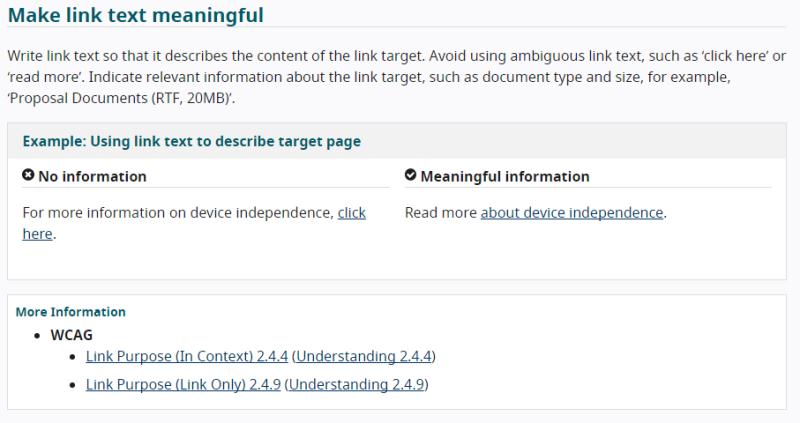 Make link text meaningful
Write link text so that it describes the content of the link target. Avoid using ambiguous link text, such as ‘click here’ or
‘read more’. Indicate relevant information about the link target, such as document type and size, for example,
‘Proposal Documents (RTF, 20MB)’.
Example: Using link text to describe target page
No information
For more information on device independence, click
here.
Meaningful information
Read more about device independence.
More Information
WCAG
Link Purpose (In Context) 2.4.4 (Understanding 2.4.4)
Link Purpose (Link Only) 2.4.9 (Understanding 2.4.9)